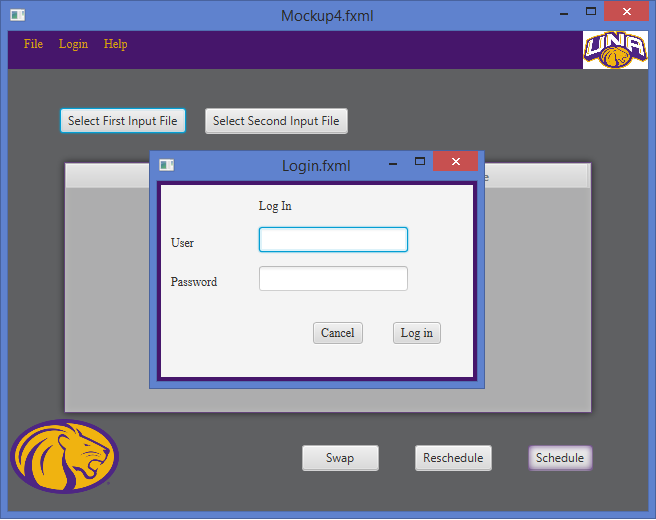 Mockup4.fxml
File Login Help
UNA
Select First Input File Select Second Input File
Login.fxml
Log In
User
Password
Cancel Log in
Swap Reschedule Schedule